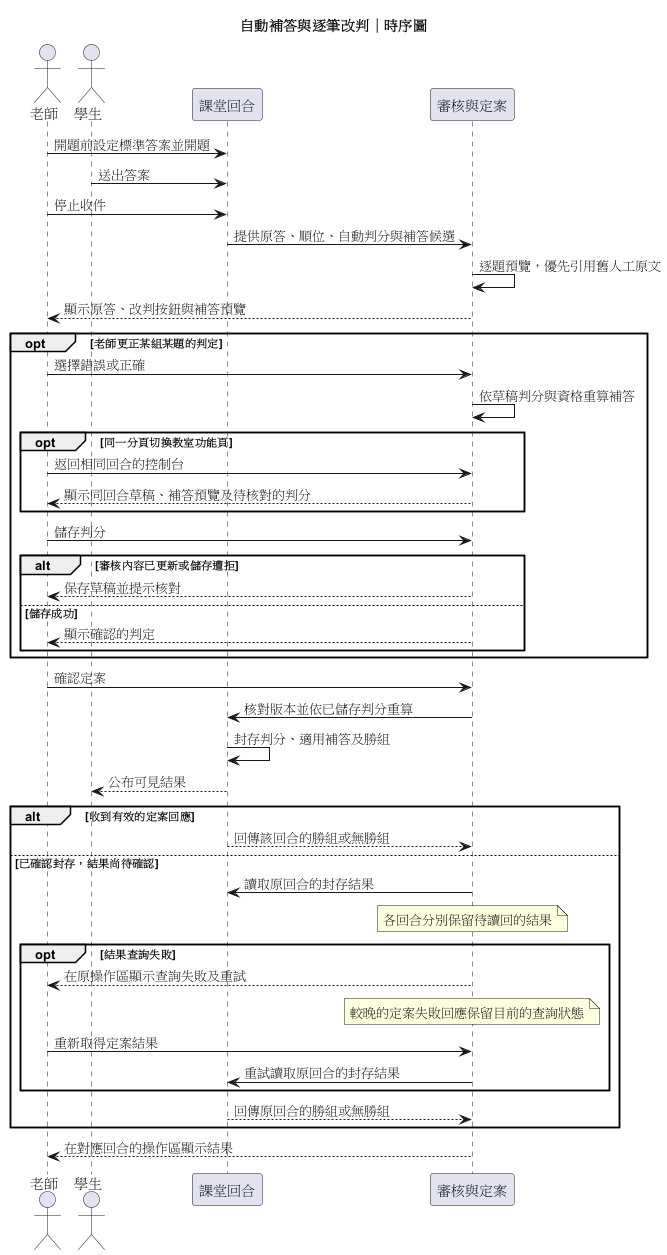 自動補答與逐筆改判｜時序圖
老師
學生
課堂回合
審核與定案
開題前設定標準答案並開題
送出答案
停止收件
提供原答、順位、自動判分與補答候選
逐題預覽，優先引用舊人工原文
顯示原答、改判按鈕與補答預覽
opt [老師更正某組某題的判定]
選擇錯誤或正確
依草稿判分與資格重算補答
opt [同一分頁切換教室功能頁]
返回相同回合的控制台
顯示同回合草稿、補答預覽及待核對的判分
儲存判分
alt [審核內容已更新或儲存遭拒]
保存草稿並提示核對
[儲存成功]
顯示確認的判定
確認定案
核對版本並依已儲存判分重算
封存判分、適用補答及勝組
公布可見結果
alt [收到有效的定案回應]
回傳該回合的勝組或無勝組
[已確認封存，結果尚待確認]
讀取原回合的封存結果
各回合分別保留待讀回的結果
opt [結果查詢失敗]
在原操作區顯示查詢失敗及重試
較晚的定案失敗回應保留目前的查詢狀態
重新取得定案結果
重試讀取原回合的封存結果
回傳原回合的勝組或無勝組
在對應回合的操作區顯示結果
老師
學生
課堂回合
審核與定案